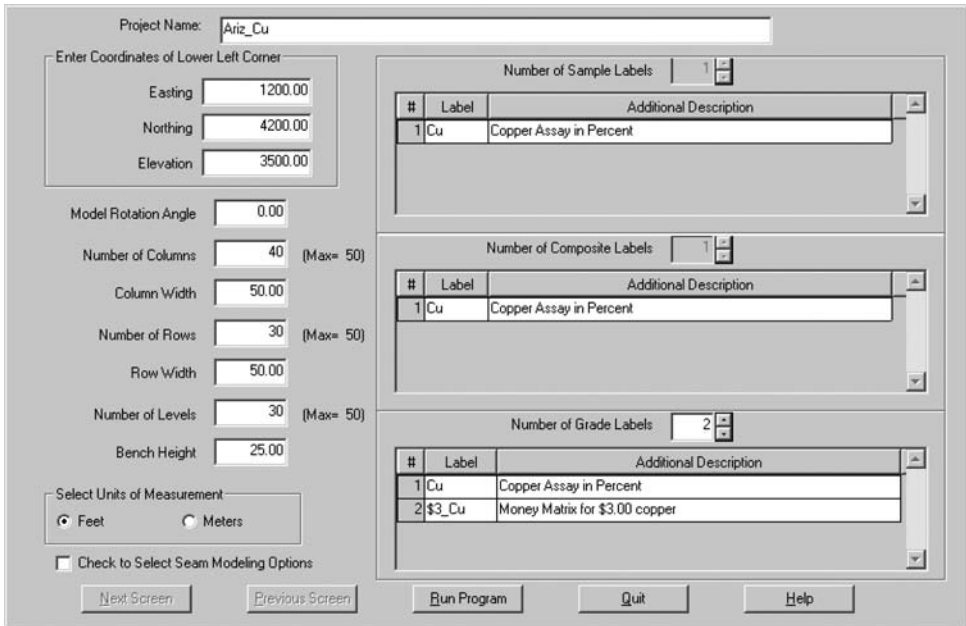 Project Name: Ariz_Cu
Enter Coordinates of Lower Left Corner
Easting 1200.00
Northing 4200.00
Elevation 3500.00
Model Rotation Angle 0.00
Number of Columns 40 (Max= 50)
Column Width 50.00
Number of Rows 30 (Max= 50)
Row Width 50.00
Number of Levels 30 (Max= 50)
Bench Height 25.00
Select Units of Measurement
Feet Meters
Check to Select Seam Modeling Options
Number of Sample Labels 1
# Label Additional Description
1 Cu Copper Assay in Percent
Number of Composite Labels 1
# Label Additional Description
1 Cu Copper Assay in Percent
Number of Grade Labels 2
# Label Additional Description
1 Cu Copper Assay in Percent
2 $3_Cu Money Matrix for $3.00 copper
Next Screen Previous Screen Run Program Quit Help